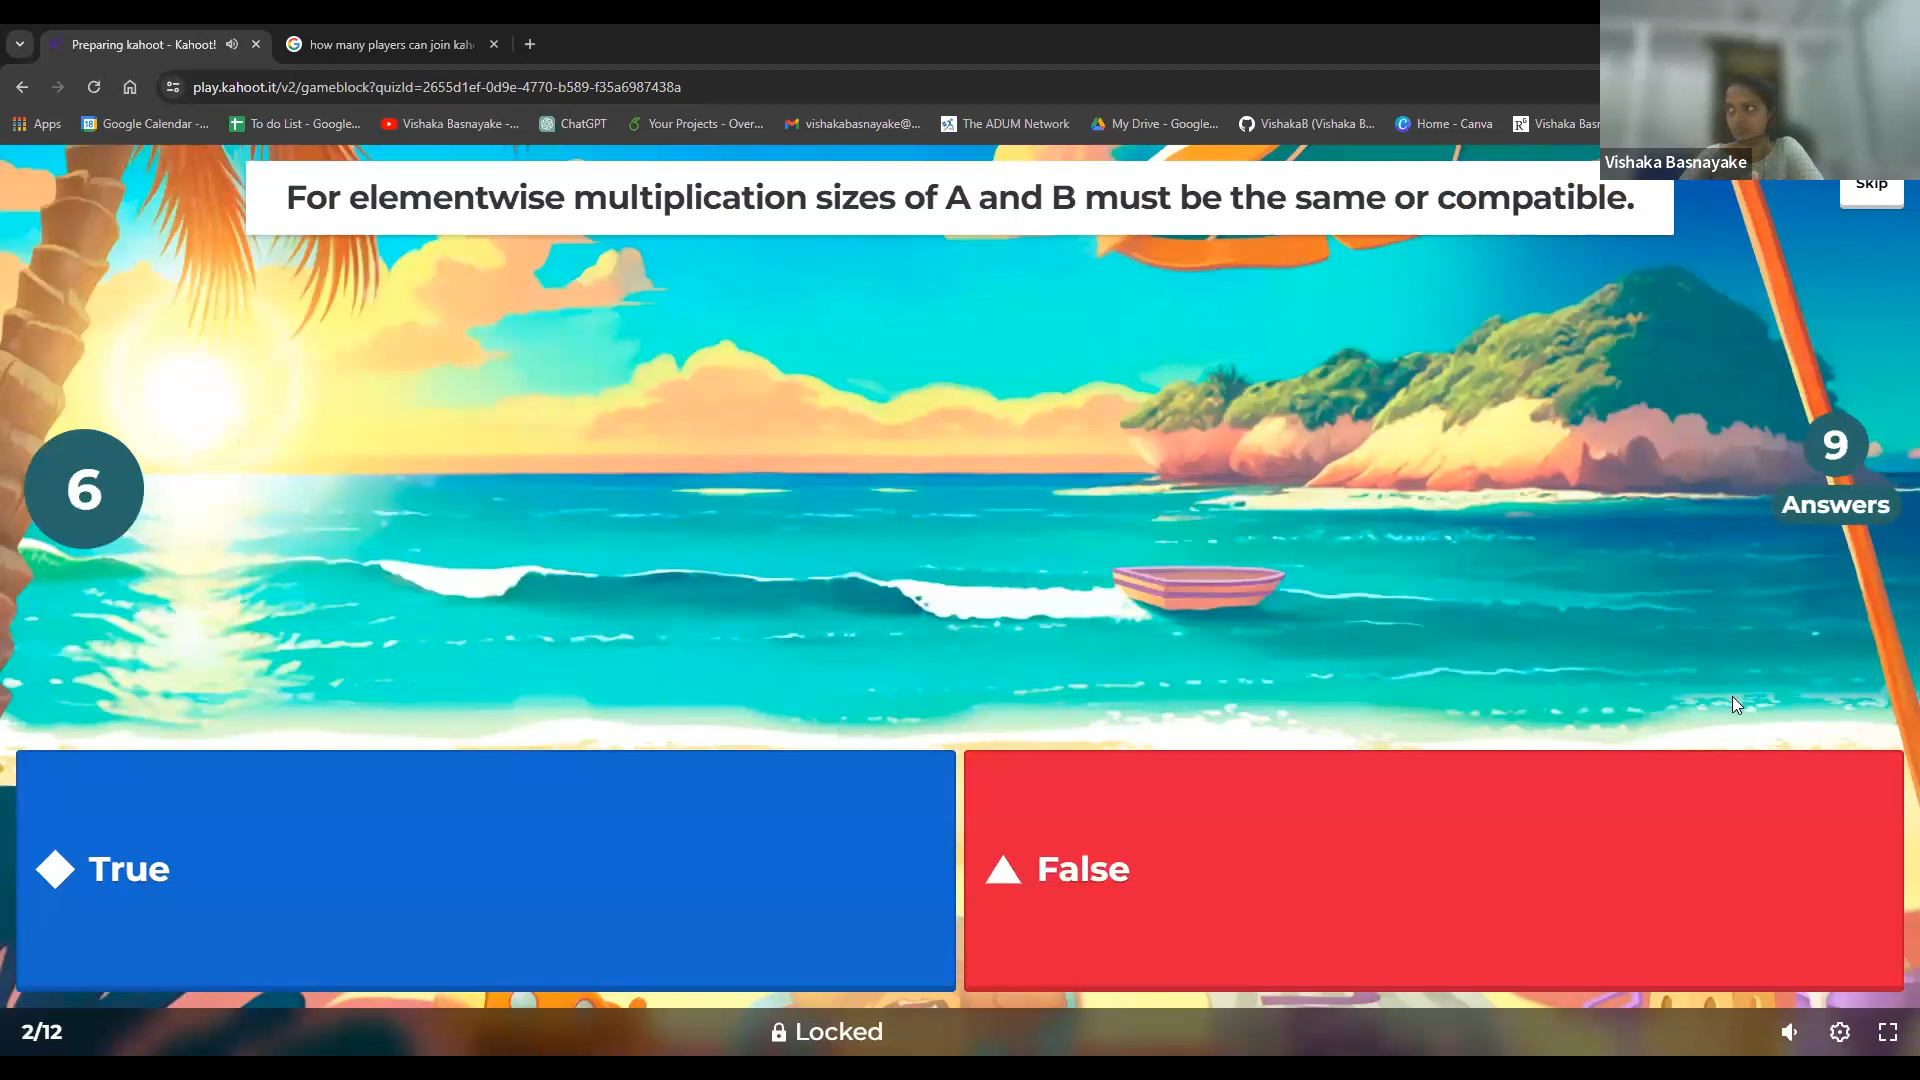 Preparing kahoot - Kahoot!
how many players can join kah
play.kahoot.it/v2/gameblock?quizId=2655d1ef-0d9e-4770-b589-f35a6987438a
Apps
Google Calendar -...
To do List - Google...
Vishaka Basnayake -...
ChatGPT
Your Projects - Over...
vishakabasnayake@...
The ADUM Network
My Drive - Google...
VishakaB (Vishaka B...
Home - Canva
Vishaka Basn
Vishaka Basnayake
Skip
For elementwise multiplication sizes of A and B must be the same or compatible.
6
9
Answers
True
False
2/12
Locked